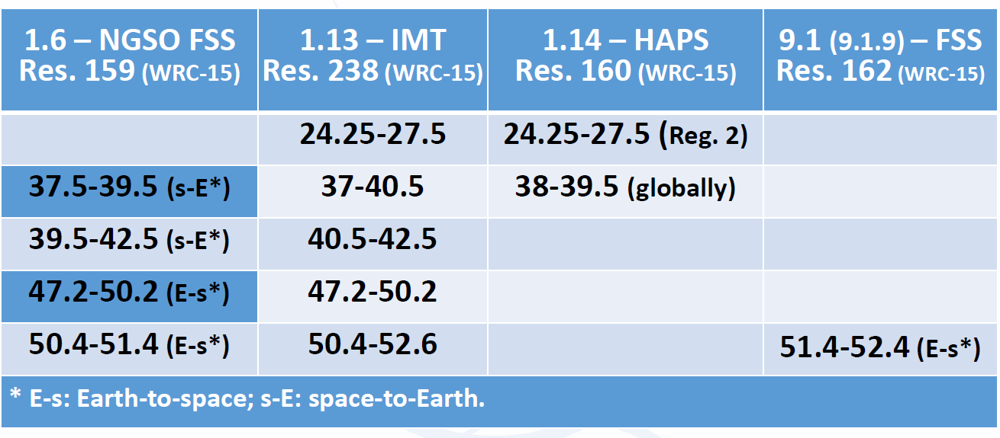 1.6 – NGSO FSS
Res. 159 (WRC-15)
1.13 – IMT
Res. 238 (WRC-15)
1.14 – HAPS
Res. 160 (WRC-15)
9.1 (9.1.9) – FSS
Res. 162 (WRC-15)
24.25-27.5
24.25-27.5 (Reg. 2)
37.5-39.5 (s-E*)
37-40.5
38-39.5 (globally)
39.5-42.5 (s-E*)
40.5-42.5
47.2-50.2 (E-s*)
47.2-50.2
50.4-51.4 (E-s*)
50.4-52.6
51.4-52.4 (E-s*)
* E-s: Earth-to-space; s-E: space-to-Earth.